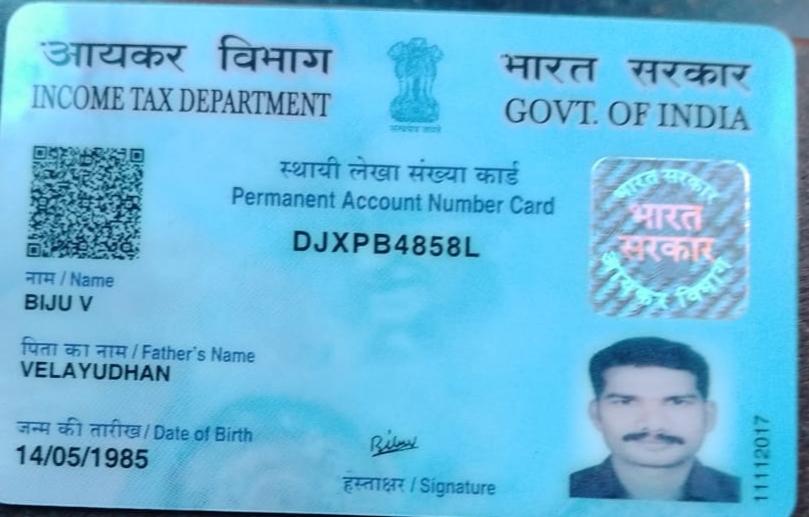 आयकर विभाग
INCOME TAX DEPARTMENT
भारत सरकार
GOVT. OF INDIA
सत्यमेव जयते
स्थायी लेखा संख्या कार्ड
Permanent Account Number Card
DJXPB4858L
भारत सरकार
भारत
सरकार
आयकर विभाग
नाम / Name
BIJU V
पिता का नाम / Father's Name
VELAYUDHAN
जन्म की तारीख / Date of Birth
14/05/1985
हस्ताक्षर / Signature
11112017